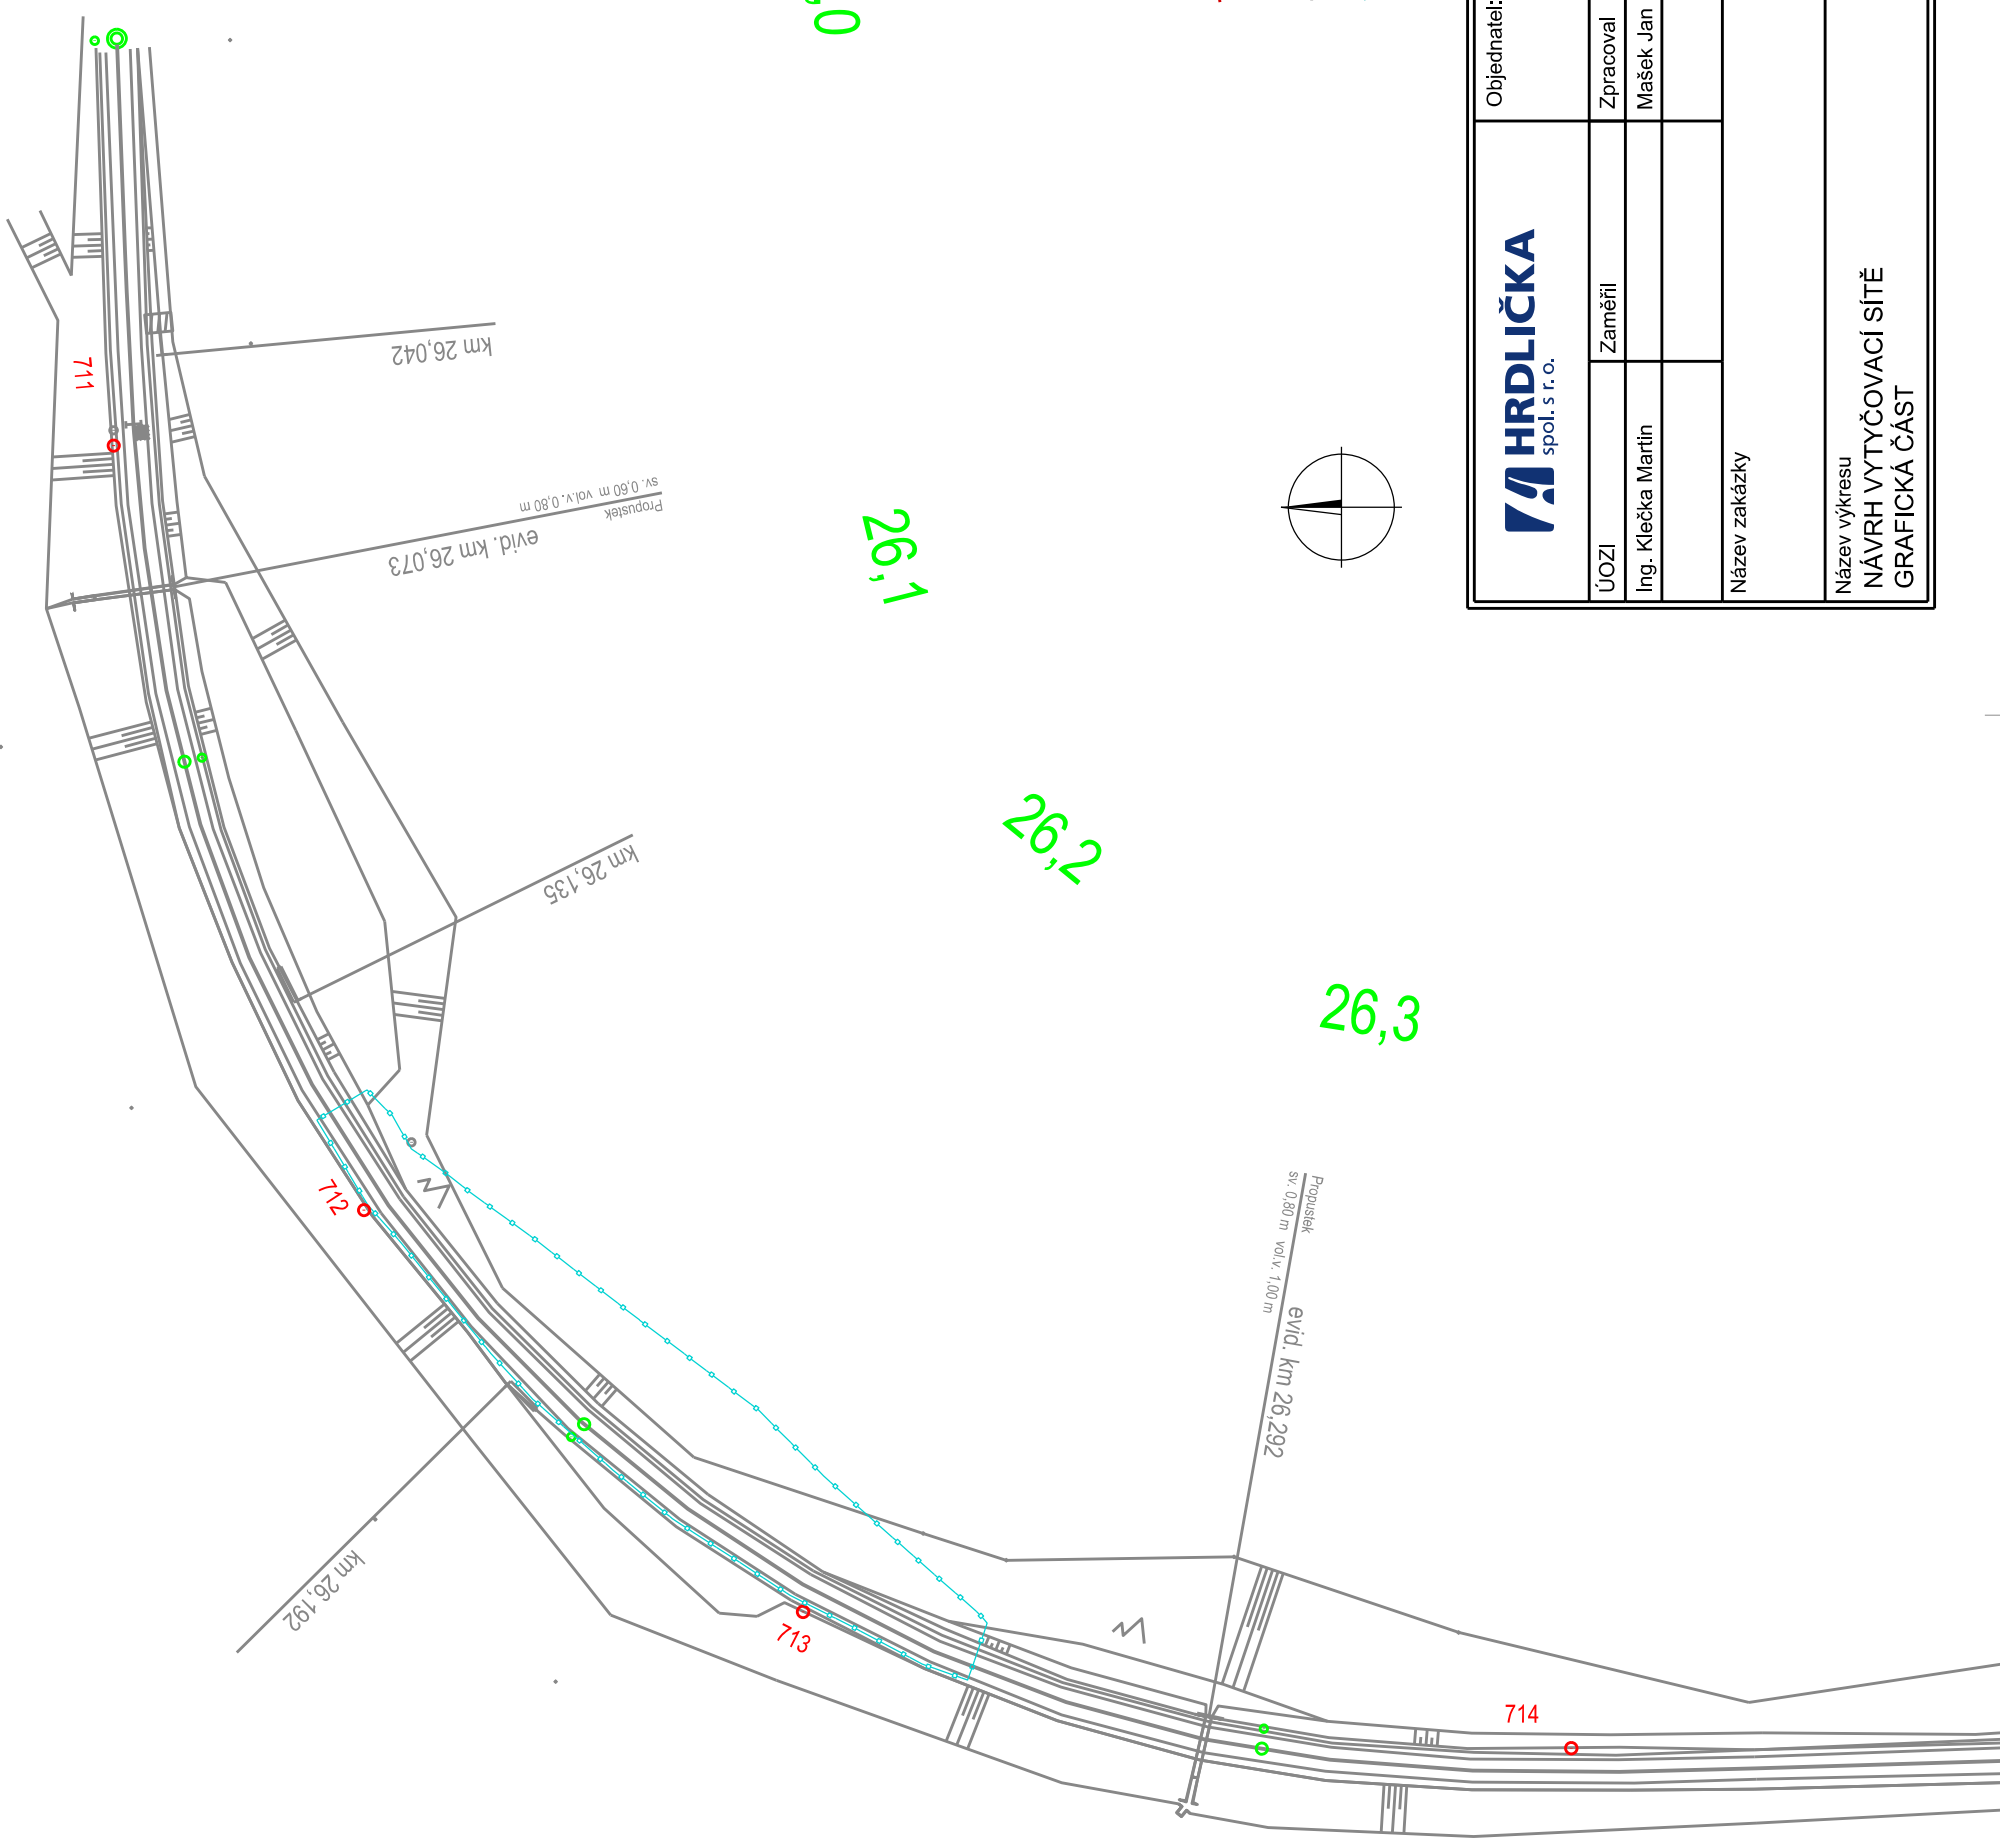 ,0
711
km 26,042
sv. 0,60 m vol.v. 0,80 m
Propustek
evid. km 26,073
26,1
26,2
km 26,135
26,3
712
Propustek
sv. 0,80 m vol.v. 1,00 m
evid. km 26,292
km 26,192
713
714
HRDLIČKA
spol. s r. o.
Objednatel:
ÚOZI
Zaměřil
Zpracoval
Ing. Klečka Martin
Mašek Jan
Název zakázky
Název výkresu
NÁVRH VYTYČOVACÍ SÍTĚ
GRAFICKÁ ČÁST